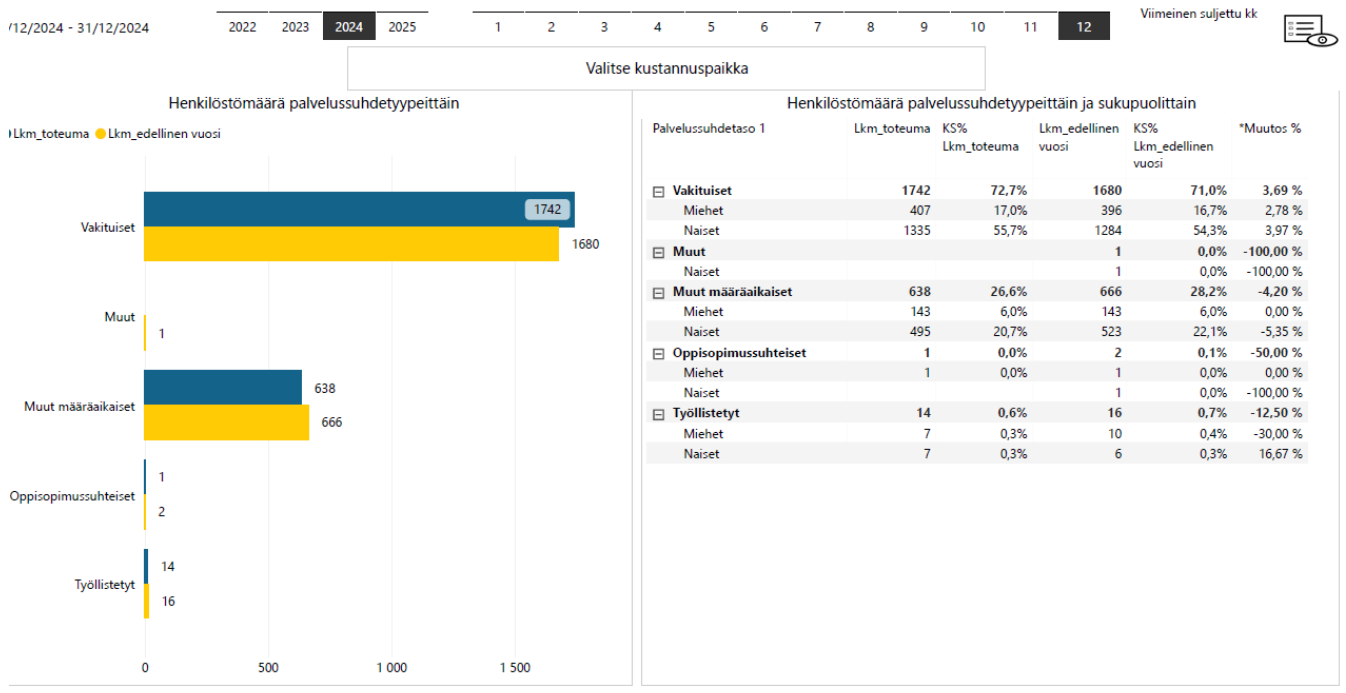 /12/2024 - 31/12/2024
2022 2023 2024 2025
1 2 3 4 5 6 7 8 9 10 11 12
Viimeinen suljettu kk
Valitse kustannuspaikka
Henkilöstömäärä palvelussuhdetyypeittäin
Lkm_toteuma Lkm_edellinen vuosi
Vakituiset
1742
1680
Muut
1
Muut määräaikaiset
638
666
Oppisopimussuhteiset
1
2
Työllistetyt
14
16
0 500 1 000 1 500
Henkilöstömäärä palvelussuhdetyypeittäin ja sukupuolittain
Palvelussuhdetaso 1 Lkm_toteuma KS% Lkm_edellinen KS% *Muutos %
Lkm_toteuma vuosi Lkm_edellinen
vuosi
Vakituiset 1742 72,7% 1680 71,0% 3,69 %
Miehet 407 17,0% 396 16,7% 2,78 %
Naiset 1335 55,7% 1284 54,3% 3,97 %
Muut 1 0,0% -100,00 %
Naiset 1 0,0% -100,00 %
Muut määräaikaiset 638 26,6% 666 28,2% -4,20 %
Miehet 143 6,0% 143 6,0% 0,00 %
Naiset 495 20,7% 523 22,1% -5,35 %
Oppisopimussuhteiset 1 0,0% 2 0,1% -50,00 %
Miehet 1 0,0% 1 0,0% 0,00 %
Naiset 1 0,0% -100,00 %
Työllistetyt 14 0,6% 16 0,7% -12,50 %
Miehet 7 0,3% 10 0,4% -30,00 %
Naiset 7 0,3% 6 0,3% 16,67 %